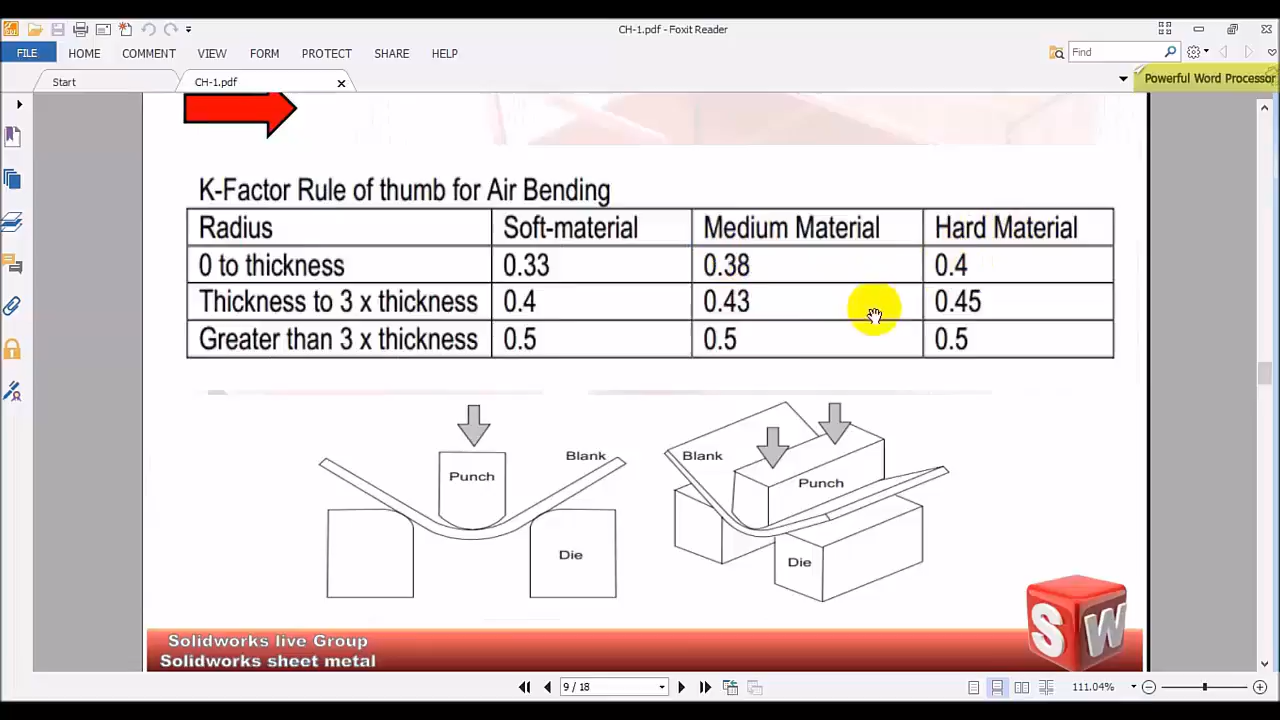 CH-1.pdf - Foxit Reader
FILE HOME COMMENT VIEW FORM PROTECT SHARE HELP Find
Start CH-1.pdf Powerful Word Processor
K-Factor Rule of thumb for Air Bending
Radius Soft-material Medium Material Hard Material
0 to thickness 0.33 0.38 0.4
Thickness to 3 x thickness 0.4 0.43 0.45
Greater than 3 x thickness 0.5 0.5 0.5
Punch Blank
Die
Blank Punch
Die
Solidworks live Group
Solidworks sheet metal
SW
9 / 18 111.04%